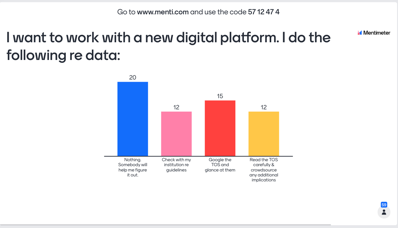 Go to www.menti.com and use the code 57 12 47 4
I want to work with a new digital platform. I do the
following re data:
Mentimeter
20
12
15
12
Nothing.
Somebody will
help me figure
it out.
Check with my
institution re
guidelines
Google the
TOS and
glance at them
Read the TOS
carefully &
crowdsource
any additional
implications